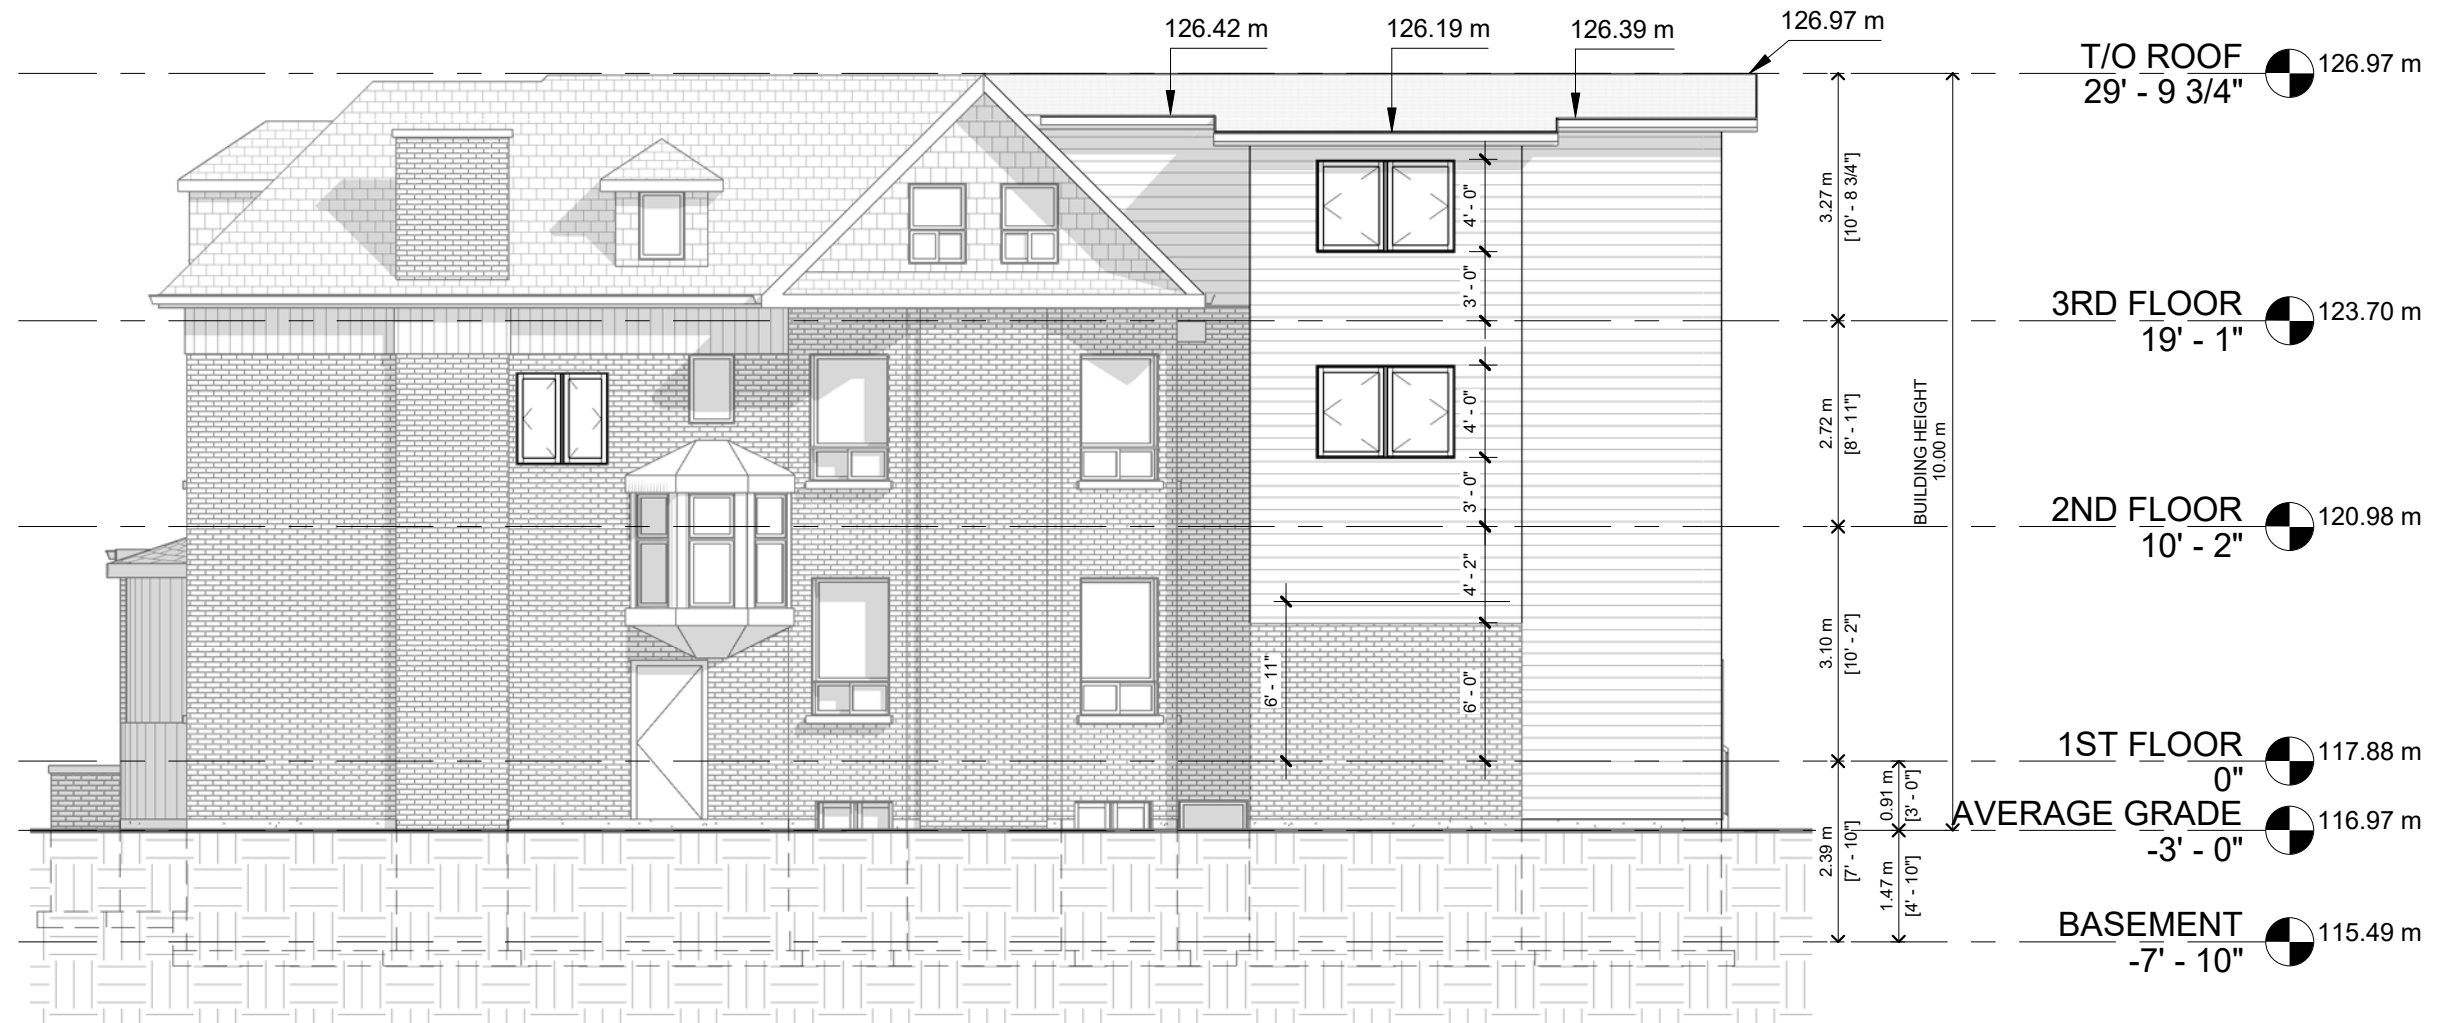 126.42 m
126.19 m
126.39 m
126.97 m
T/O ROOF
29' - 9 3/4"
126.97 m
3.27 m
[10' - 8 3/4"]
4' - 0"
3' - 0"
3RD FLOOR
19' - 1"
123.70 m
2.72 m
[8' - 11"]
BUILDING HEIGHT
10.00 m
4' - 0"
3' - 0"
2ND FLOOR
10' - 2"
120.98 m
4' - 2"
3.10 m
[10' - 2"]
6' - 11"
6' - 0"
1ST FLOOR
0"
117.88 m
0.91 m
[3' - 0"]
AVERAGE GRADE
-3' - 0"
116.97 m
2.39 m
[7' - 10"]
1.47 m
[4' - 10"]
BASEMENT
-7' - 10"
115.49 m